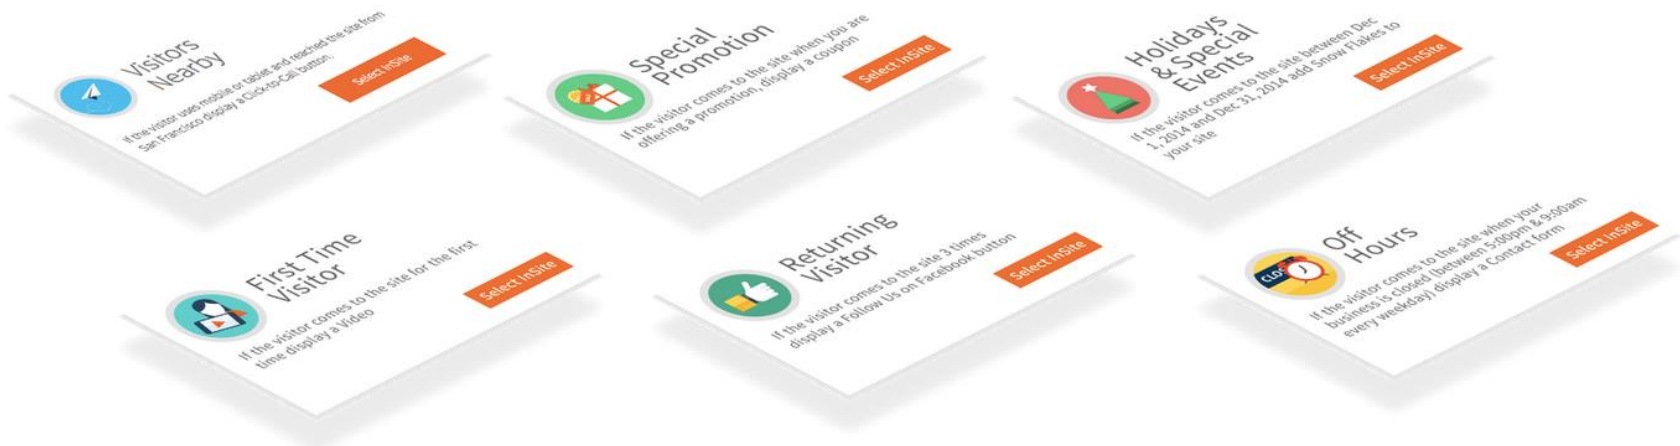 Visitors
Nearby
If the visitor uses mobile or tablet and reached the site from
San Francisco display a Click-to-Call button.
Select inSite
Special
Promotion
If the visitor comes to the site when you are
offering a promotion, display a coupon
Select inSite
Holidays
& Special
Events
If the visitor comes to the site between Dec
1, 2014 and Dec 31, 2014 add Snow Flakes to
your site
Select inSite
First Time
Visitor
If the visitor comes to the site for the first
time display a Video
Select inSite
Returning
Visitor
If the visitor comes to the site 3 times
display a Follow Us on Facebook button
Select inSite
CLOS
Off
Hours
If the visitor comes to the site when your
business is closed (between 5:00pm & 9:00am
every weekday) display a Contact form
Select inSite